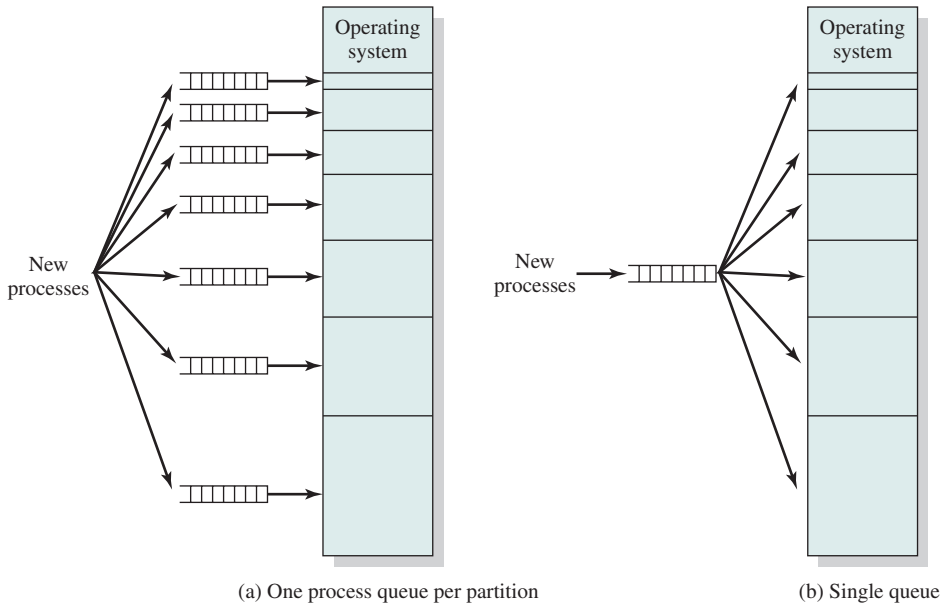 Operating
system
New
processes
(a) One process queue per partition
Operating
system
New
processes
(b) Single queue